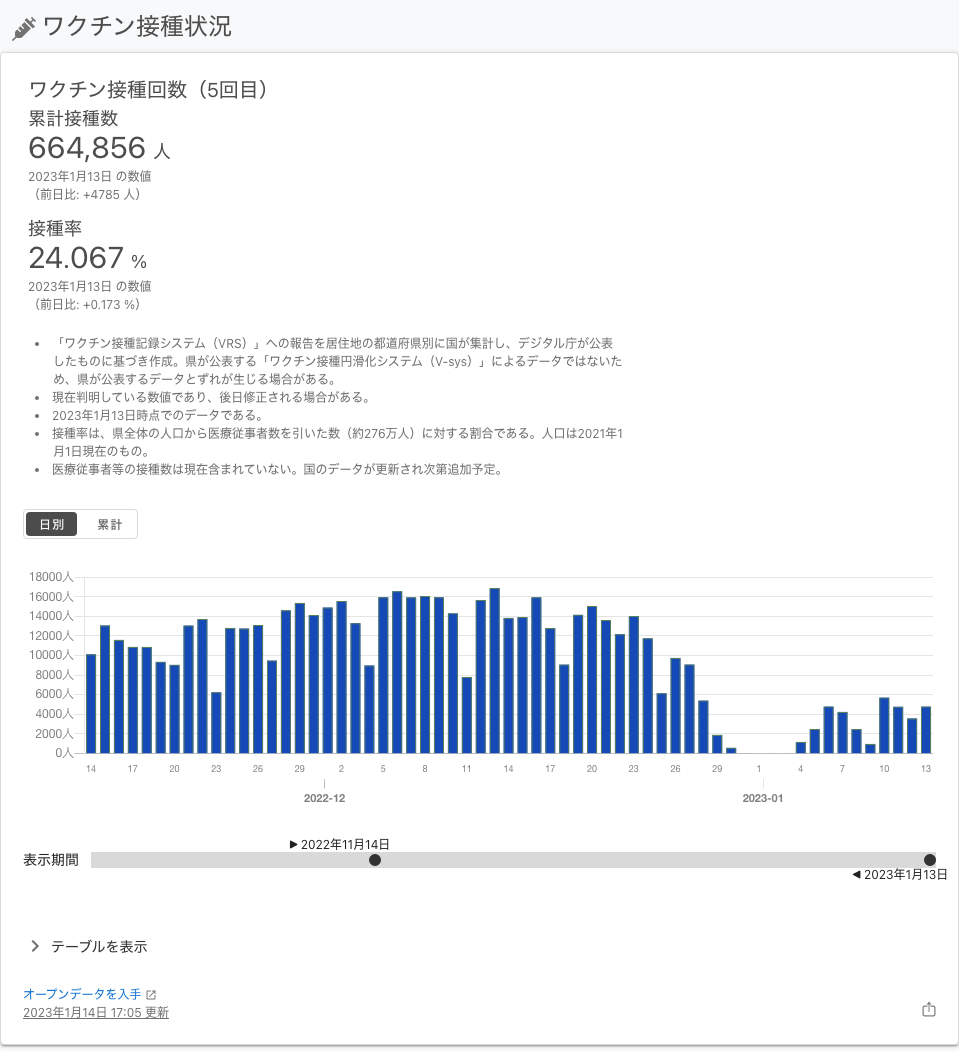 ワクチン接種状況
ワクチン接種回数（5回目）
累計接種数
664,856 人
2023年1月13日 の数値
（前日比: +4785 人）
接種率
24.067 %
2023年1月13日 の数値
（前日比: +0.173 %）
• 「ワクチン接種記録システム（VRS）」への報告を居住地の都道府県別に国が集計し、デジタル庁が公表
したものに基づき作成。県が公表する「ワクチン接種円滑化システム（V-sys）」によるデータではないた
め、県が公表するデータとずれが生じる場合がある。
• 現在判明している数値であり、後日修正される場合がある。
• 2023年1月13日時点でのデータである。
• 接種率は、県全体の人口から医療従事者数を引いた数（約276万人）に対する割合である。人口は2021年1
月1日現在のもの。
• 医療従事者等の接種数は現在含まれていない。国のデータが更新され次第追加予定。
日別 累計
18000人
16000人
14000人
12000人
10000人
8000人
6000人
4000人
2000人
0人
14 17 20 23 26 29 2 5 8 11 14 17 20 23 26 29 1 4 7 10 13
2022-12 2023-01
▶ 2022年11月14日
表示期間
◀ 2023年1月13日
テーブルを表示
オープンデータを入手
2023年1月14日 17:05 更新